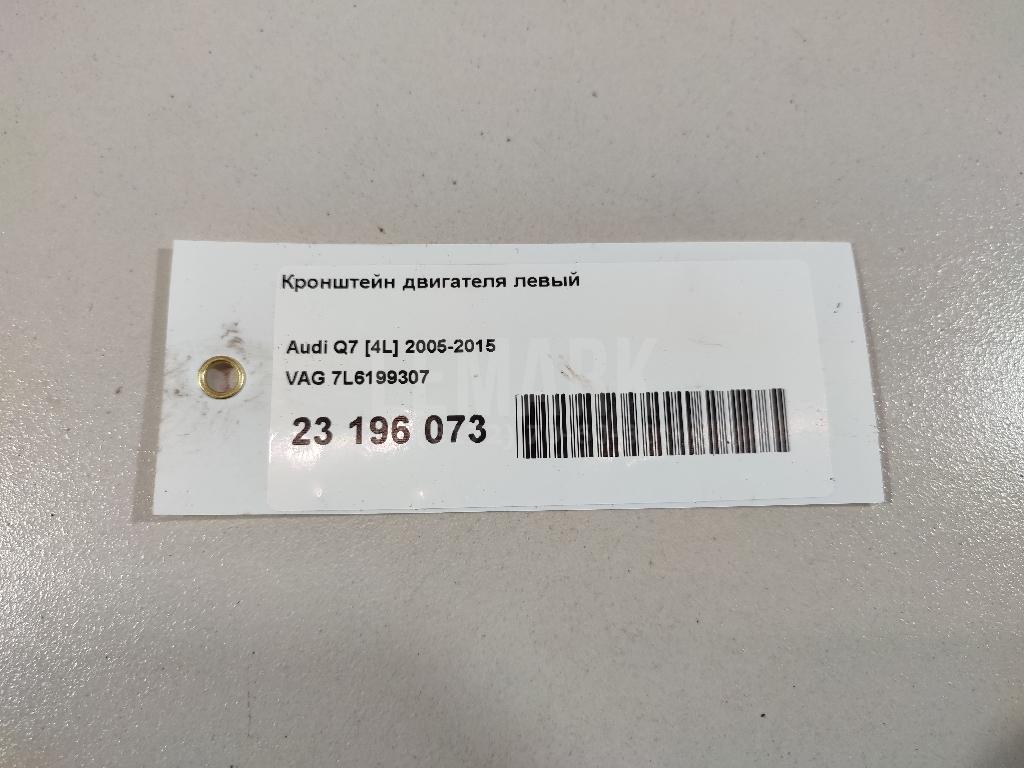 Кронштейн двигателя левый
Audi Q7 [4L] 2005-2015
VAG 7L6199307
23 196 073